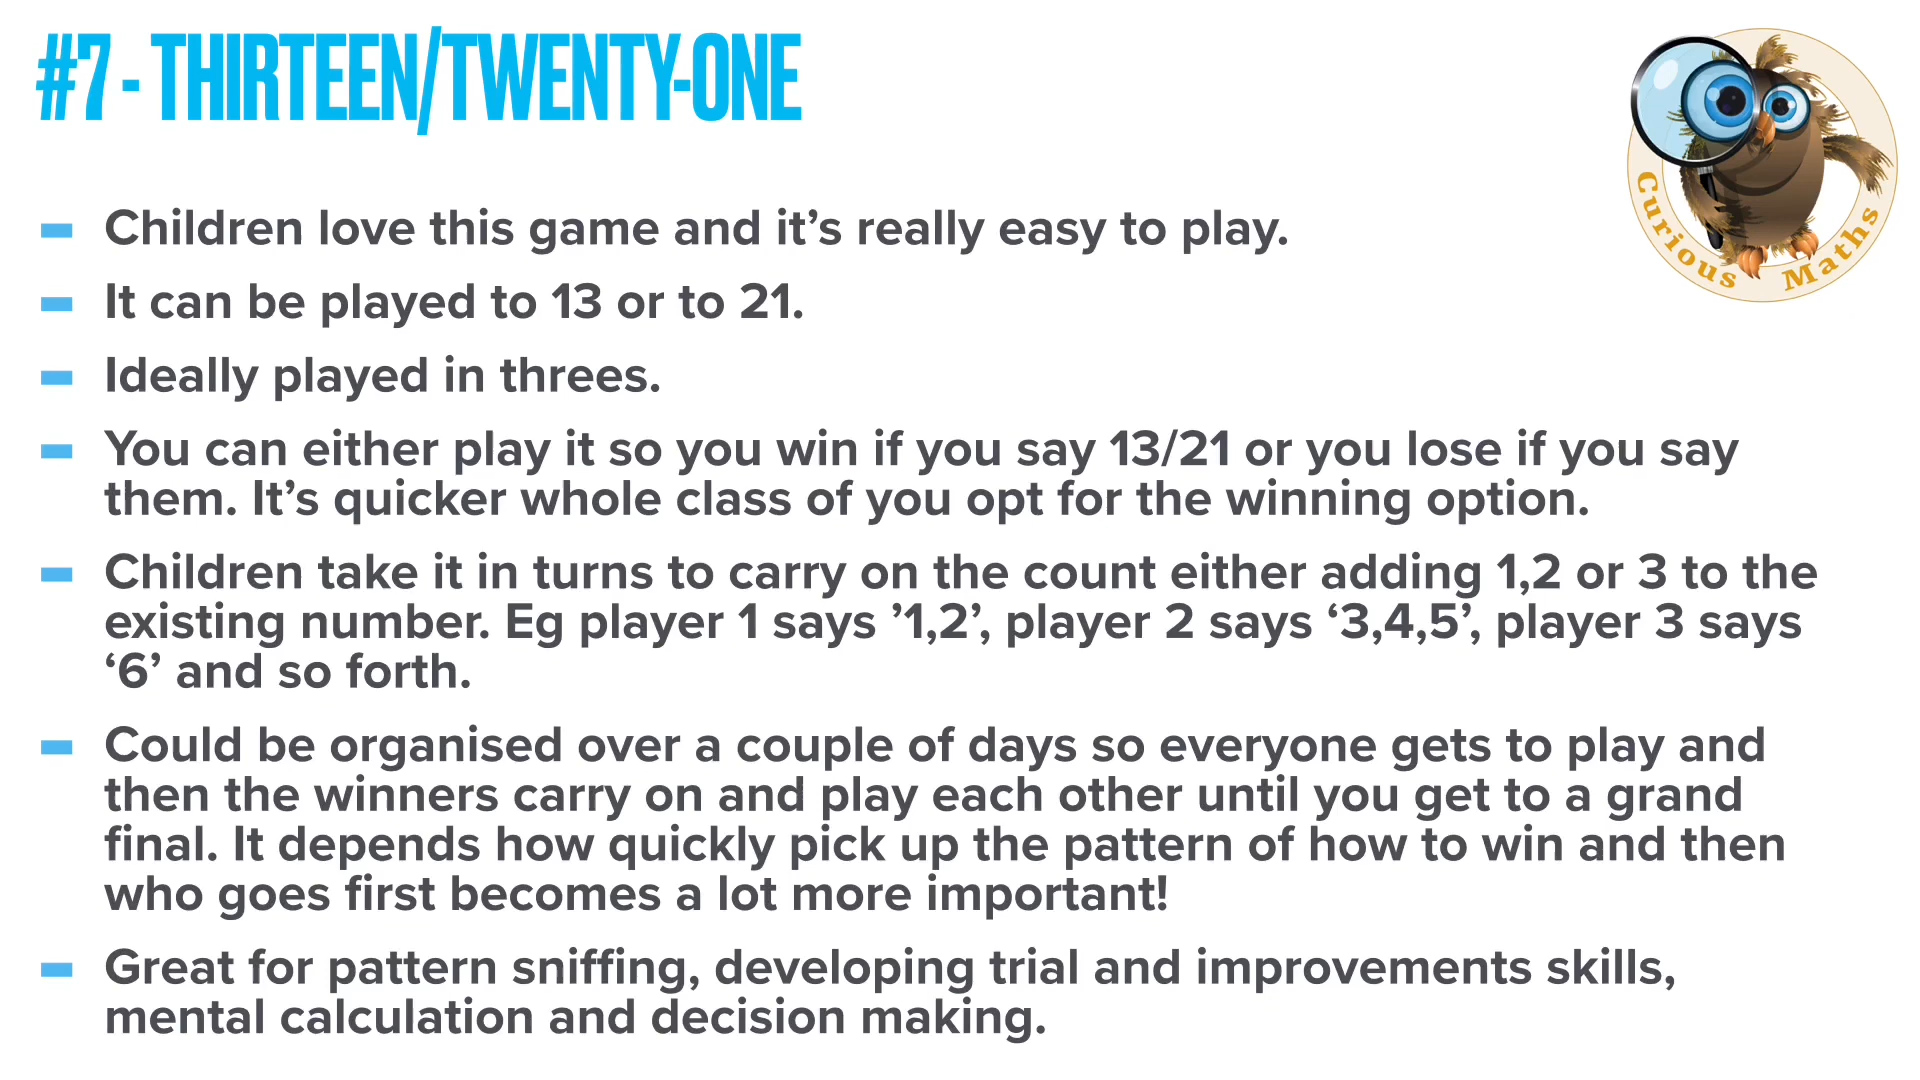 #7 - THIRTEEN/TWENTY-ONE
Children love this game and it’s really easy to play.
It can be played to 13 or to 21.
Ideally played in threes.
You can either play it so you win if you say 13/21 or you lose if you say
them. It’s quicker whole class of you opt for the winning option.
Children take it in turns to carry on the count either adding 1,2 or 3 to the
existing number. Eg player 1 says ’1,2’, player 2 says ‘3,4,5’, player 3 says
‘6’ and so forth.
Could be organised over a couple of days so everyone gets to play and
then the winners carry on and play each other until you get to a grand
final. It depends how quickly pick up the pattern of how to win and then
who goes first becomes a lot more important!
Great for pattern sniffing, developing trial and improvements skills,
mental calculation and decision making.
Curious Maths